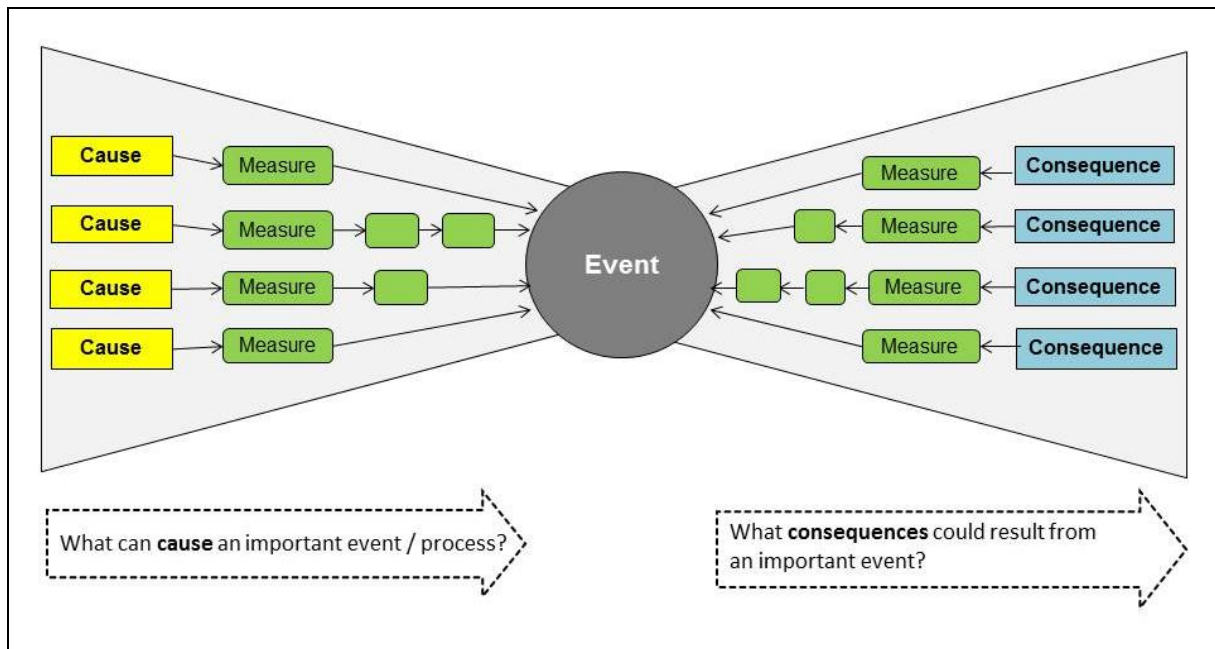 Cause
Measure
Cause
Measure
Cause
Measure
Cause
Measure
Event
Measure
Consequence
Measure
Consequence
Measure
Consequence
Measure
Consequence
What can cause an important event / process?
What consequences could result from
an important event?